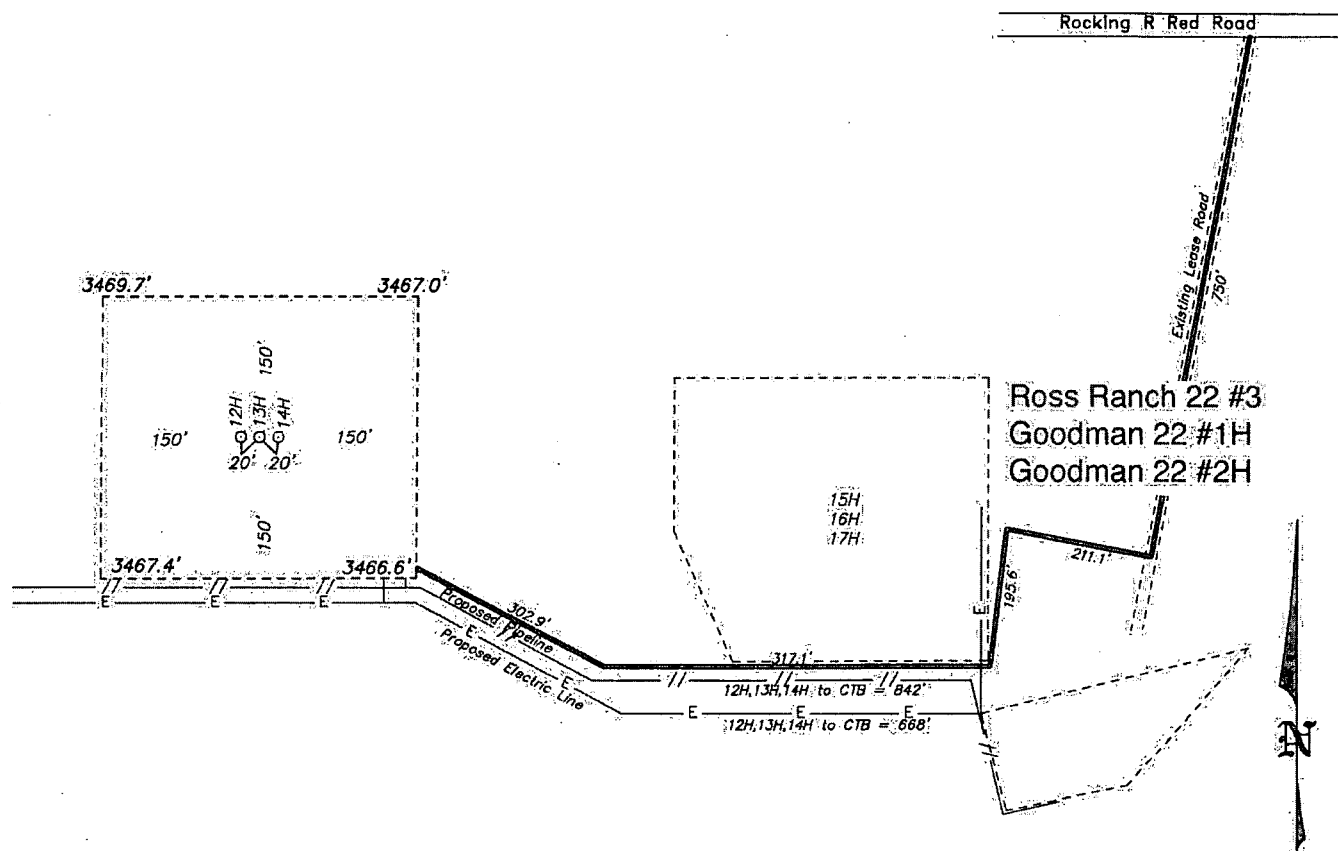 Rocking R Red Road
Existing Lease Road
750'
3469.7'
3467.0'
150'
12H
13H
14H
150'
150'
20'
20'
150'
3467.4'
3466.6'
Ross Ranch 22 #3
Goodman 22 #1H
Goodman 22 #2H
15H
16H
17H
211.1'
195.6'
E
302.9'
Proposed Pipeline
E
E
E
E
Proposed Electric Line
E
317.1'
12H,13H,14H to CTB = 842'
E
E
E
12H,13H,14H to CTB = 668'
N